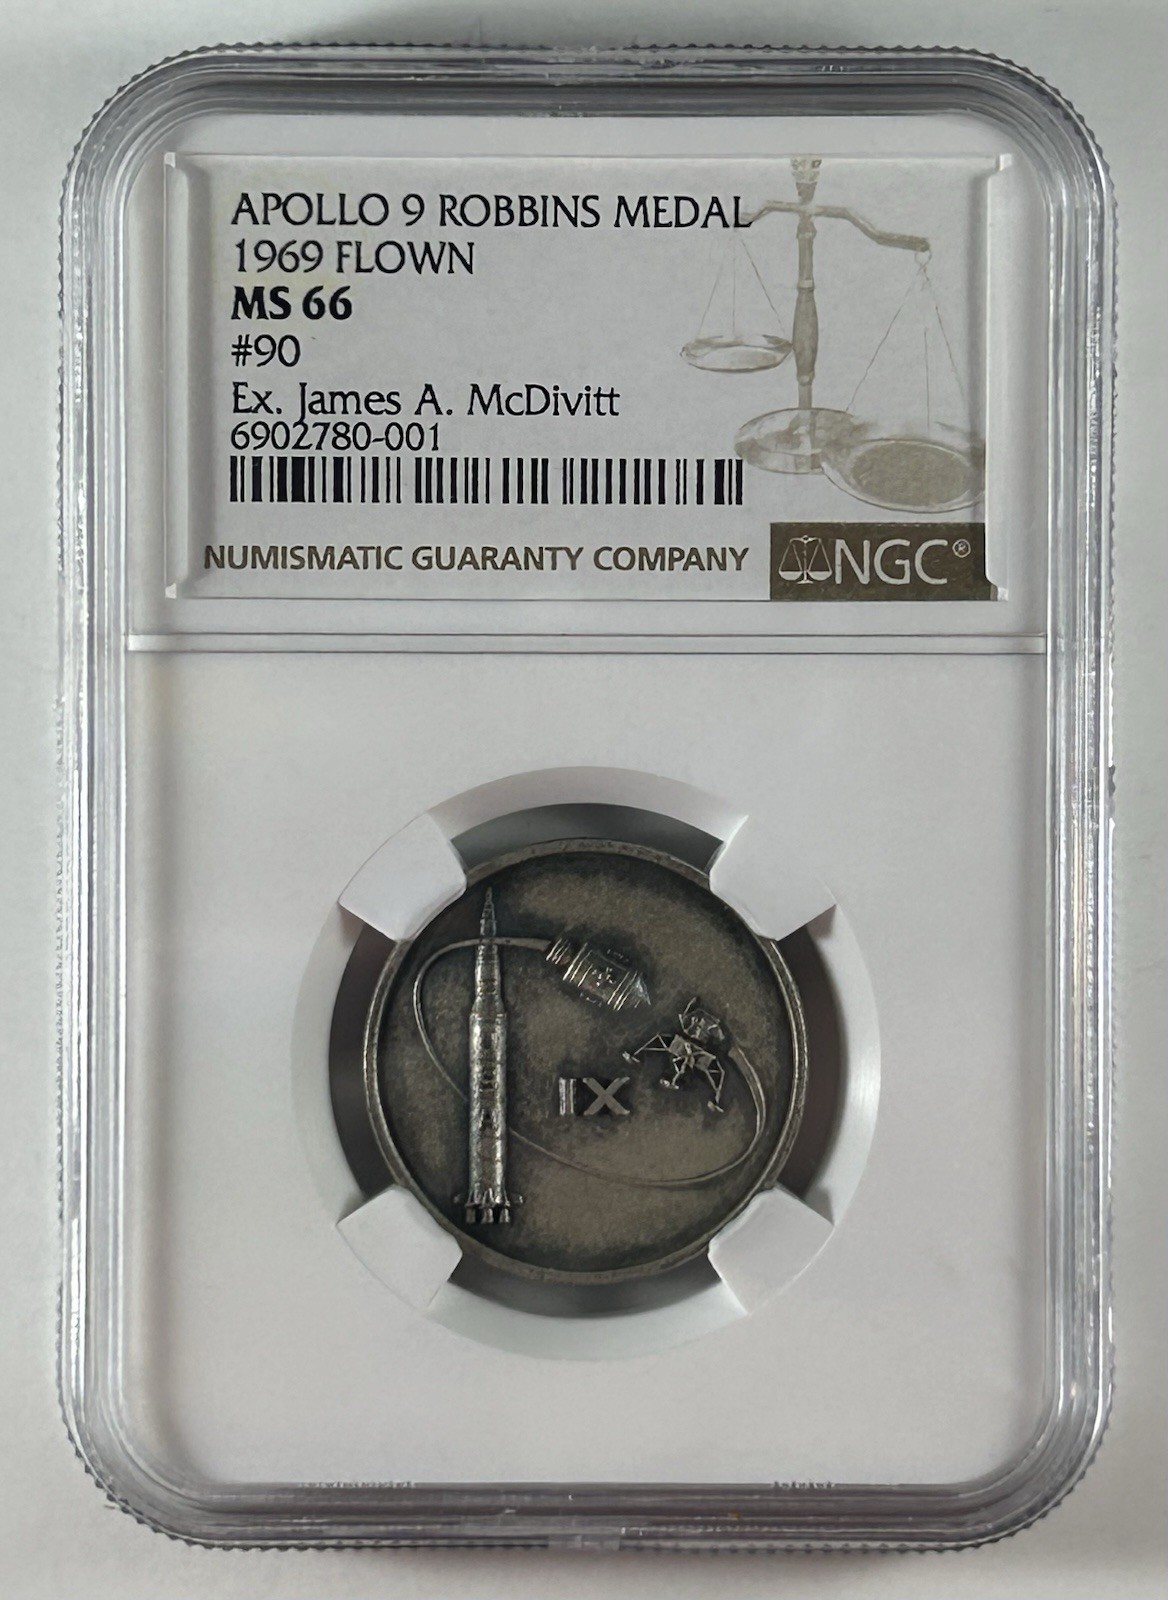 APOLLO 9 ROBBINS MEDAL
1969 FLOWN
MS 66
#90
Ex. James A. McDivitt
6902780-001
NUMISMATIC GUARANTY COMPANY
NGC®
IX